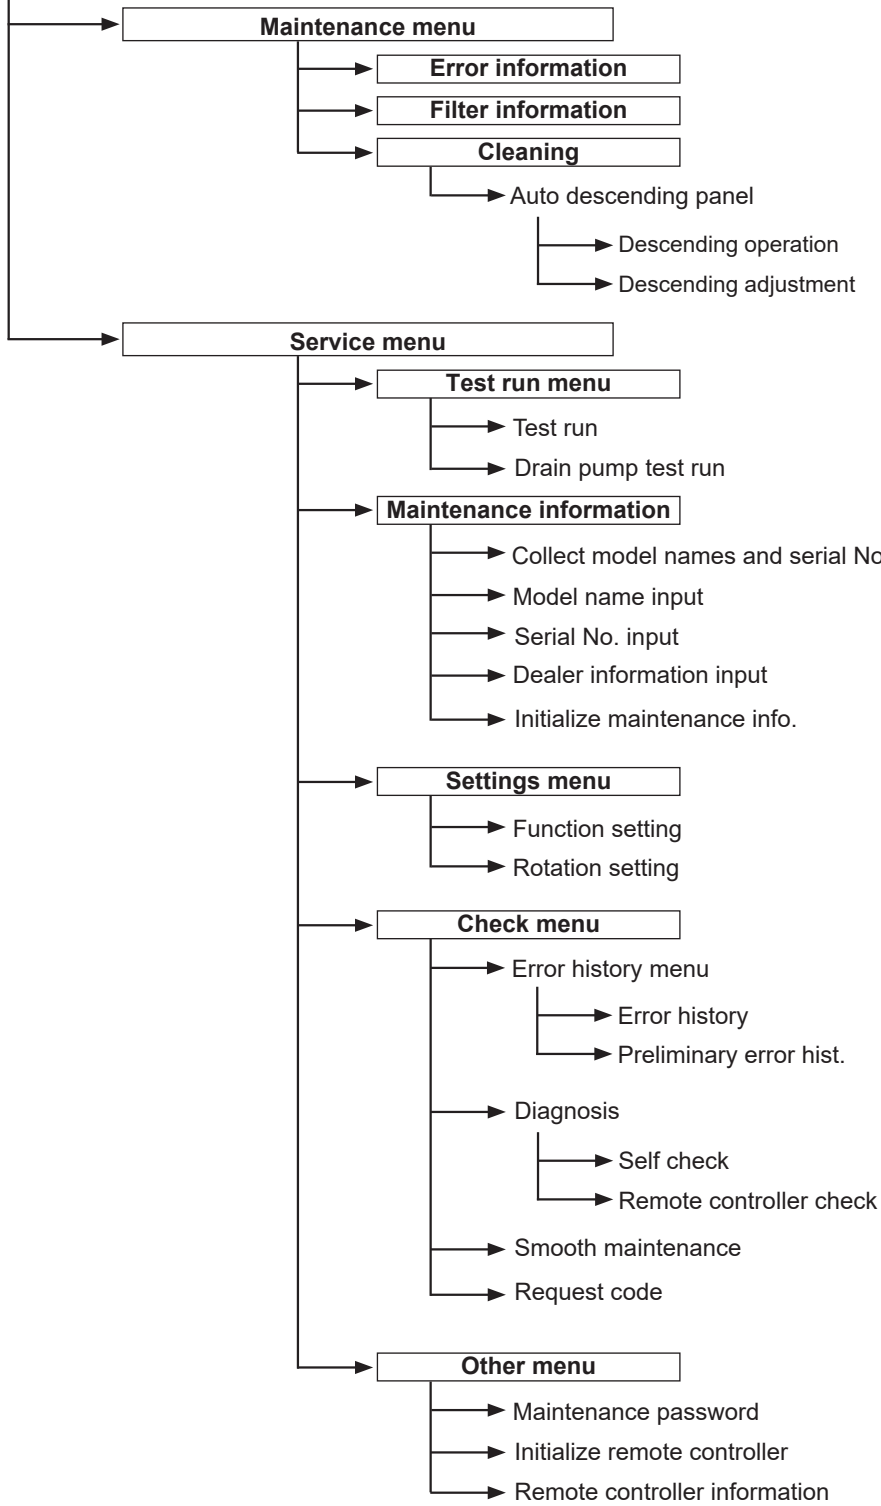 Maintenance menu
Error information
Filter information
Cleaning
Auto descending panel
Descending operation
Descending adjustment
Service menu
Test run menu
Test run
Drain pump test run
Maintenance information
Collect model names and serial No
Model name input
Serial No. input
Dealer information input
Initialize maintenance info.
Settings menu
Function setting
Rotation setting
Check menu
Error history menu
Error history
Preliminary error hist.
Diagnosis
Self check
Remote controller check
Smooth maintenance
Request code
Other menu
Maintenance password
Initialize remote controller
Remote controller information